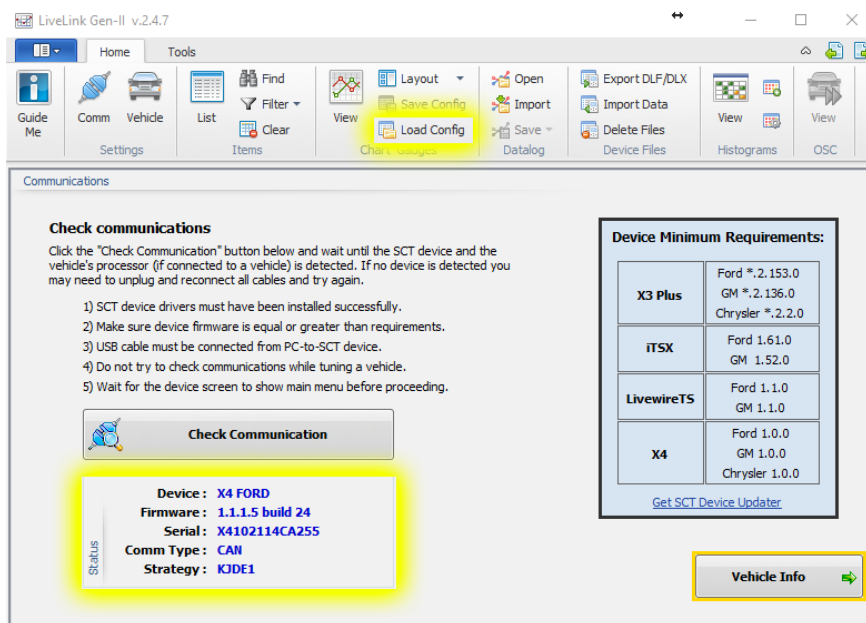 LiveLink Gen-II v.2.4.7
Home Tools
Guide Me
Comm
Vehicle
Settings
List
Find
Filter
Clear
Items
View
Layout
Save Config
Load Config
Chart Gauges
Open
Import
Save
Datalog
Export DLF/DLX
Import Data
Delete Files
Device Files
View
Histograms
View
OSC
Communications
Check communications
Click the "Check Communication" button below and wait until the SCT device and the
vehicle's processor (if connected to a vehicle) is detected. If no device is detected you
may need to unplug and reconnect all cables and try again.
1) SCT device drivers must have been installed successfully.
2) Make sure device firmware is equal or greater than requirements.
3) USB cable must be connected from PC-to-SCT device.
4) Do not try to check communications while tuning a vehicle.
5) Wait for the device screen to show main menu before proceeding.
Check Communication
Status
Device : X4 FORD
Firmware : 1.1.1.5 build 24
Serial : X4102114CA255
Comm Type : CAN
Strategy : KJDE1
Device Minimum Requirements:
X3 Plus
Ford *.2.153.0
GM *.2.136.0
Chrysler *.2.2.0
iTSX
Ford 1.61.0
GM 1.52.0
LivewireTS
Ford 1.1.0
GM 1.1.0
X4
Ford 1.0.0
GM 1.0.0
Chrysler 1.0.0
Get SCT Device Updater
Vehicle Info